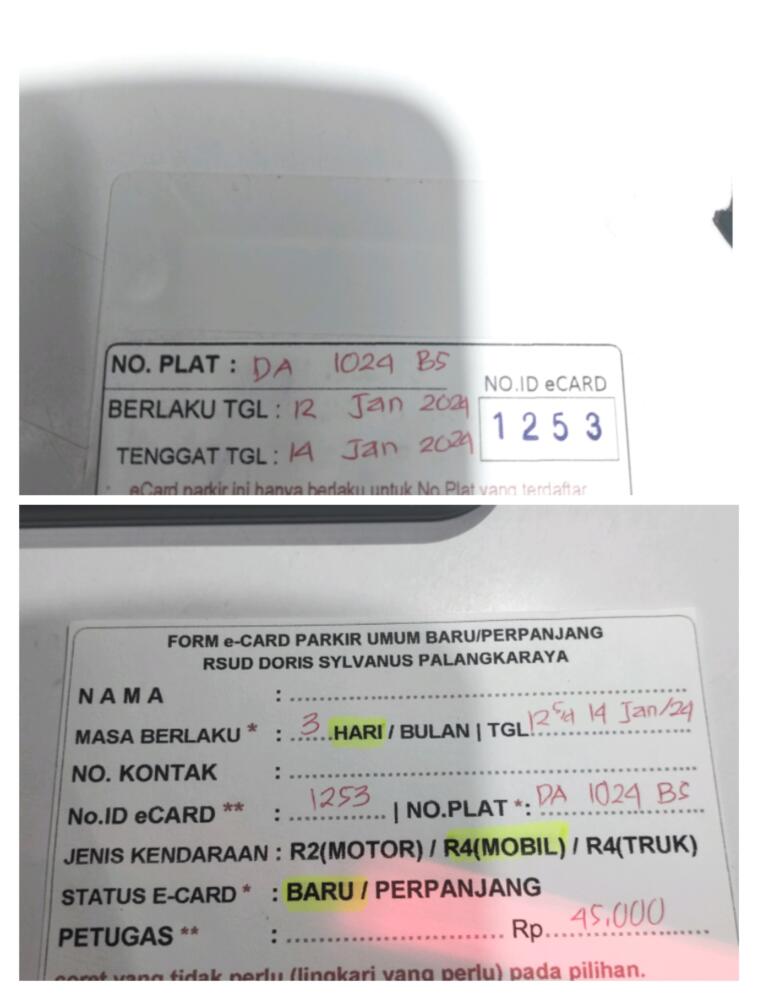 NO. PLAT : DA 1024 BS
BERLAKU TGL : 12 Jan 2024
TENGGAT TGL : 14 Jan 2024
NO.ID eCARD
1253
eCard parkir ini hanya berlaku untuk No Plat yang terdaftar
FORM e-CARD PARKIR UMUM BARU/PERPANJANG
RSUD DORIS SYLVANUS PALANGKARAYA
NAMA :
MASA BERLAKU * : 3 HARI / BULAN | TGL. 12 s/d 14 Jan/24
NO. KONTAK :
No.ID eCARD ** : 1253 | NO.PLAT *: DA 1024 BS
JENIS KENDARAAN : R2(MOTOR) / R4(MOBIL) / R4(TRUK)
STATUS E-CARD * : BARU / PERPANJANG
PETUGAS ** : Rp. 45.000
coret yang tidak perlu (lingkari yang perlu) pada pilihan.